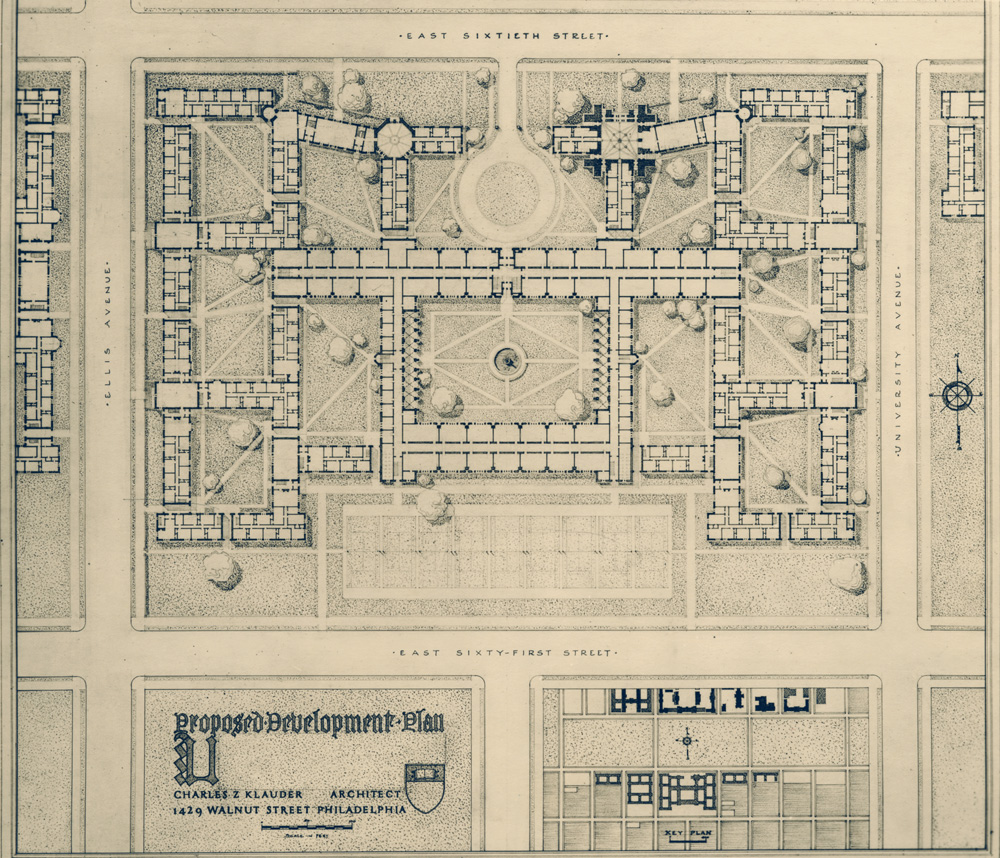 ·EAST SIXTIETH STREET·
·ELLIS AVENUE·
·UNIVERSITY AVENUE·
·EAST SIXTY-FIRST STREET·
Proposed·Development·Plan
U
CHARLES Z KLAUDER ARCHITECT
1429 WALNUT STREET PHILADELPHIA
SCALE IN FEET
KEY PLAN